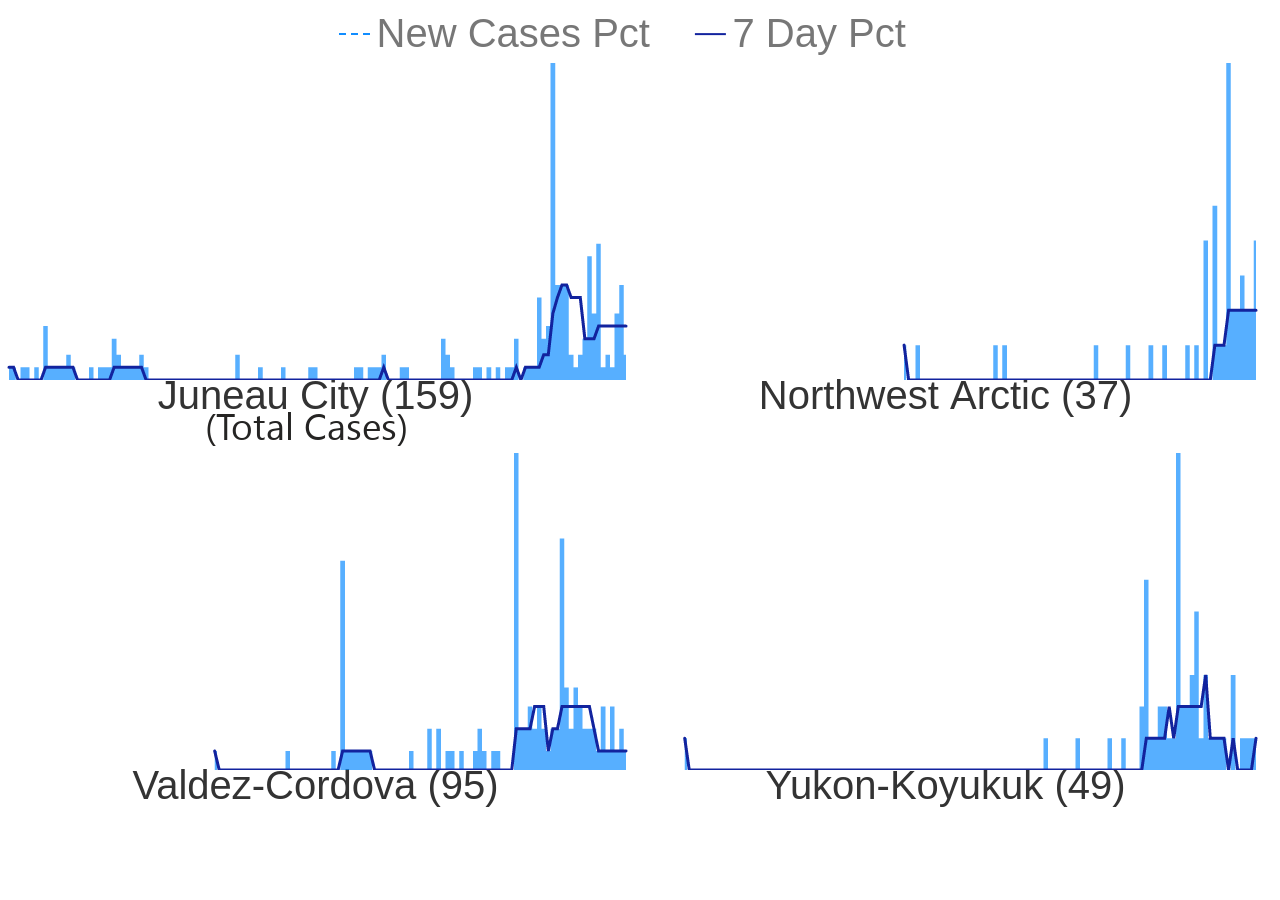 New Cases Pct 7 Day Pct
Juneau City (159)
(Total Cases)
Northwest Arctic (37)
Valdez-Cordova (95)
Yukon-Koyukuk (49)